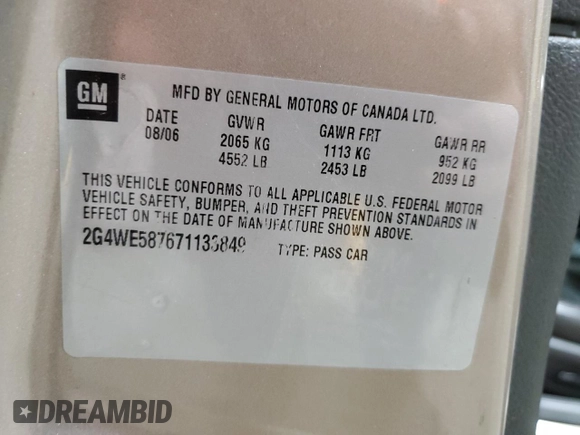 GM
MFD BY GENERAL MOTORS OF CANADA LTD.
DATE GVWR GAWR FRT GAWR RR
08/06 2065 KG 1113 KG 952 KG
4552 LB 2453 LB 2099 LB
THIS VEHICLE CONFORMS TO ALL APPLICABLE U.S. FEDERAL MOTOR
VEHICLE SAFETY, BUMPER, AND THEFT PREVENTION STANDARDS IN
EFFECT ON THE DATE OF MANUFACTURE SHOWN ABOVE.
TYPE: PASS CAR
DREAMBID